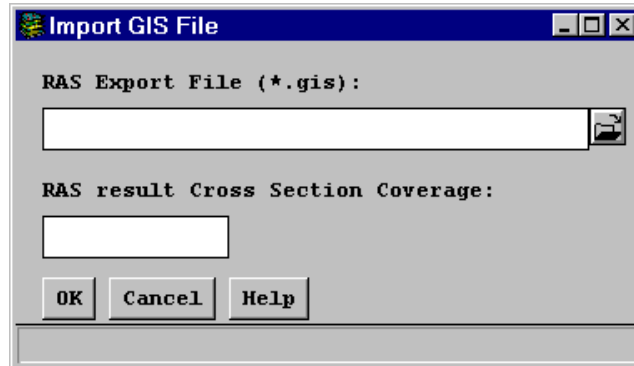 Import GIS File
RAS Export File (*.gis):
RAS result Cross Section Coverage:
OK Cancel Help